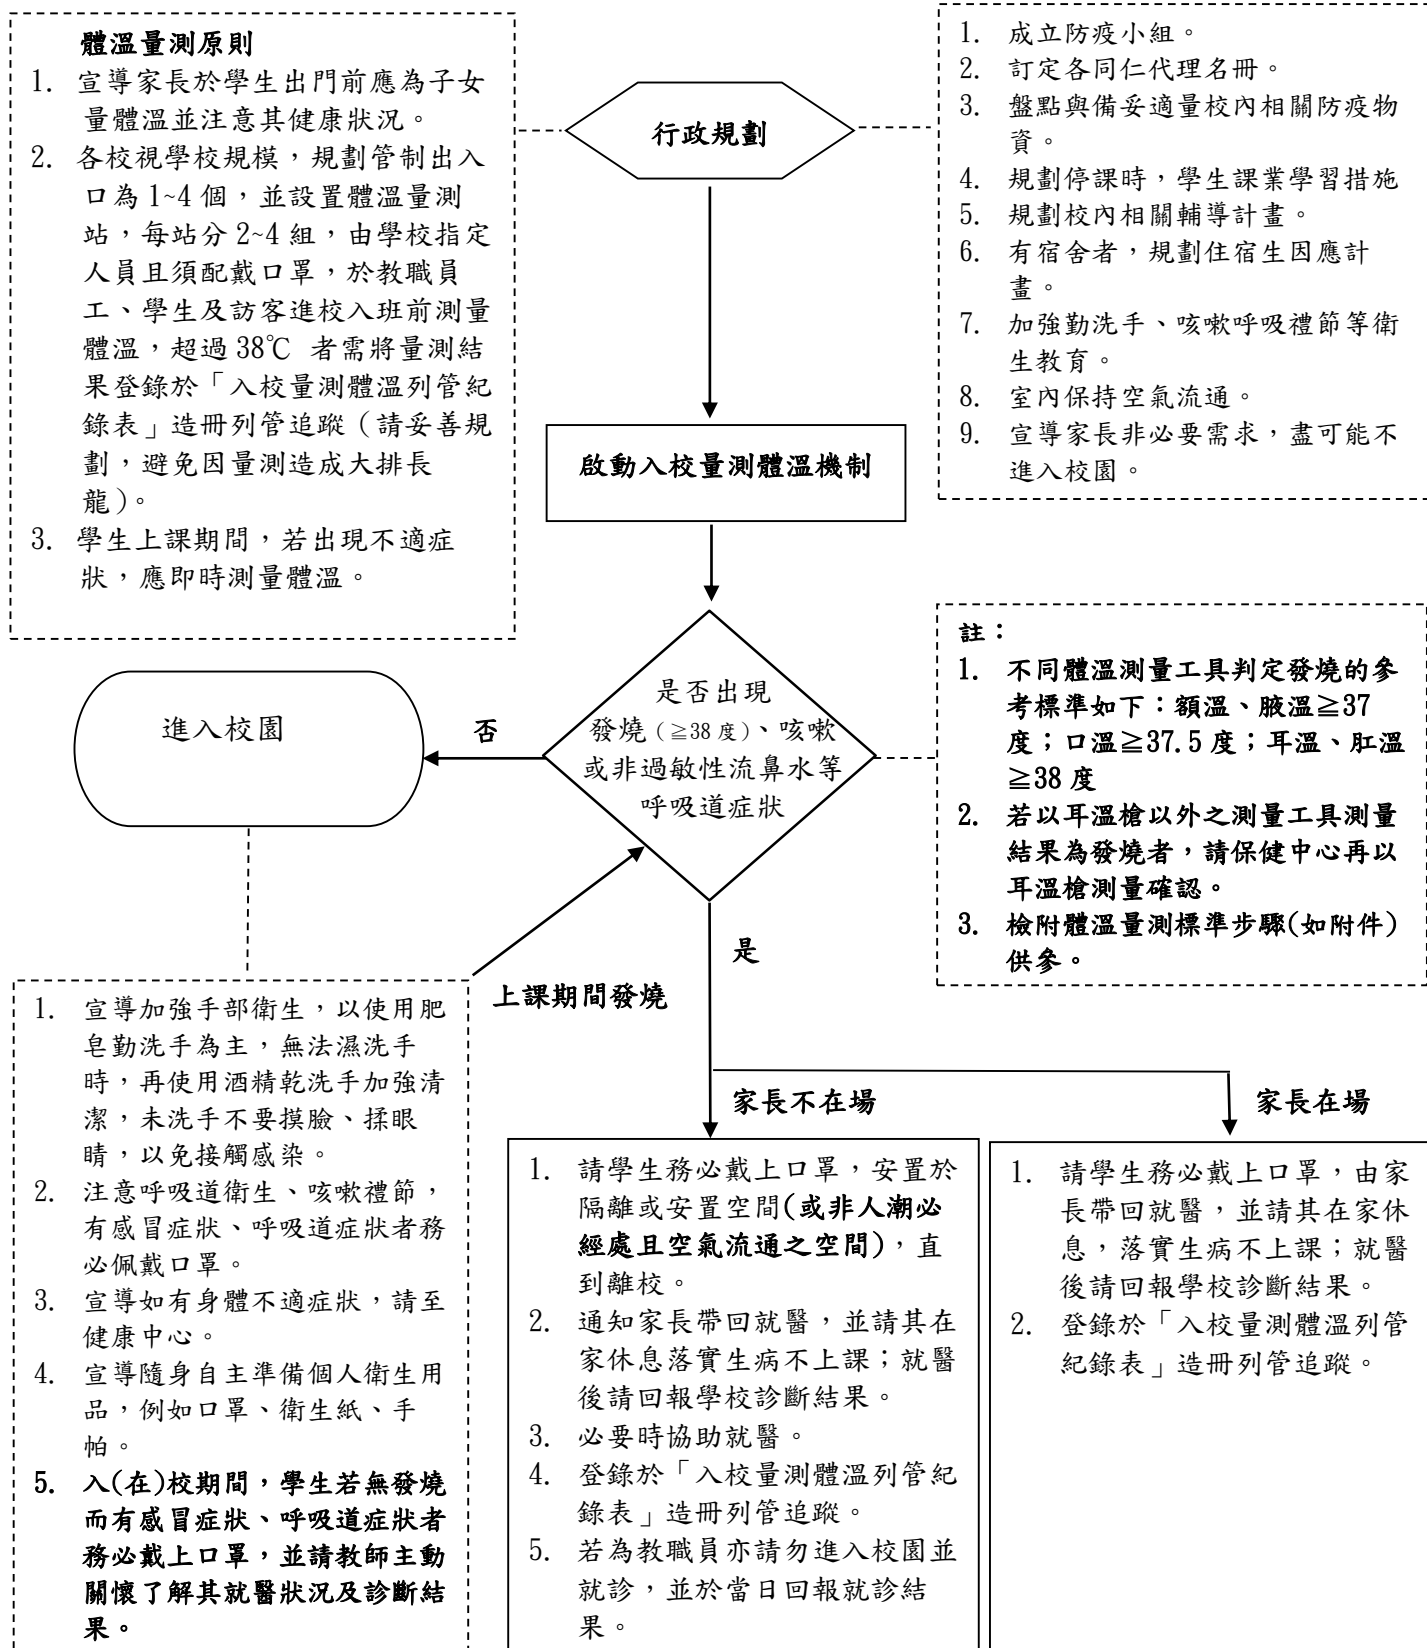 體溫量測原則
1. 宣導家長於學生出門前應為子女
量體溫並注意其健康狀況。
2. 各校視學校規模，規劃管制出入
口為 1~4 個，並設置體溫量測
站，每站分 2~4 組，由學校指定
人員且須配戴口罩，於教職員
工、學生及訪客進校入班前測量
體溫，超過 38℃ 者需將量測結
果登錄於「入校量測體溫列管紀
錄表」造冊列管追蹤（請妥善規
劃，避免因量測造成大排長
龍）。
3. 學生上課期間，若出現不適症
狀，應即時測量體溫。
行政規劃
1. 成立防疫小組。
2. 訂定各同仁代理名冊。
3. 盤點與備妥適量校內相關防疫物
資。
4. 規劃停課時，學生課業學習措施
5. 規劃校內相關輔導計畫。
6. 有宿舍者，規劃住宿生因應計
畫。
7. 加強勤洗手、咳嗽呼吸禮節等衛
生教育。
8. 室內保持空氣流通。
9. 宣導家長非必要需求，盡可能不
進入校園。
啟動入校量測體溫機制
是否出現
發燒（≧38 度）、咳嗽
或非過敏性流鼻水等
呼吸道症狀
否
進入校園
註：
1. 不同體溫測量工具判定發燒的參
考標準如下：額溫、腋溫≧37
度；口溫≧37.5 度；耳溫、肛溫
≧38 度
2. 若以耳溫槍以外之測量工具測量
結果為發燒者，請保健中心再以
耳溫槍測量確認。
3. 檢附體溫量測標準步驟(如附件)
供參。
是
上課期間發燒
1. 宣導加強手部衛生，以使用肥
皂勤洗手為主，無法濕洗手
時，再使用酒精乾洗手加強清
潔，未洗手不要摸臉、揉眼
睛，以免接觸感染。
2. 注意呼吸道衛生、咳嗽禮節，
有感冒症狀、呼吸道症狀者務
必佩戴口罩。
3. 宣導如有身體不適症狀，請至
健康中心。
4. 宣導隨身自主準備個人衛生用
品，例如口罩、衛生紙、手
帕。
5. 入(在)校期間，學生若無發燒
而有感冒症狀、呼吸道症狀者
務必戴上口罩，並請教師主動
關懷了解其就醫狀況及診斷結
果。
家長不在場
1. 請學生務必戴上口罩，安置於
隔離或安置空間(或非人潮必
經處且空氣流通之空間)，直
到離校。
2. 通知家長帶回就醫，並請其在
家休息落實生病不上課；就醫
後請回報學校診斷結果。
3. 必要時協助就醫。
4. 登錄於「入校量測體溫列管紀
錄表」造冊列管追蹤。
5. 若為教職員亦請勿進入校園並
就診，並於當日回報就診結
果。
家長在場
1. 請學生務必戴上口罩，由家
長帶回就醫，並請其在家休
息，落實生病不上課；就醫
後請回報學校診斷結果。
2. 登錄於「入校量測體溫列管
紀錄表」造冊列管追蹤。